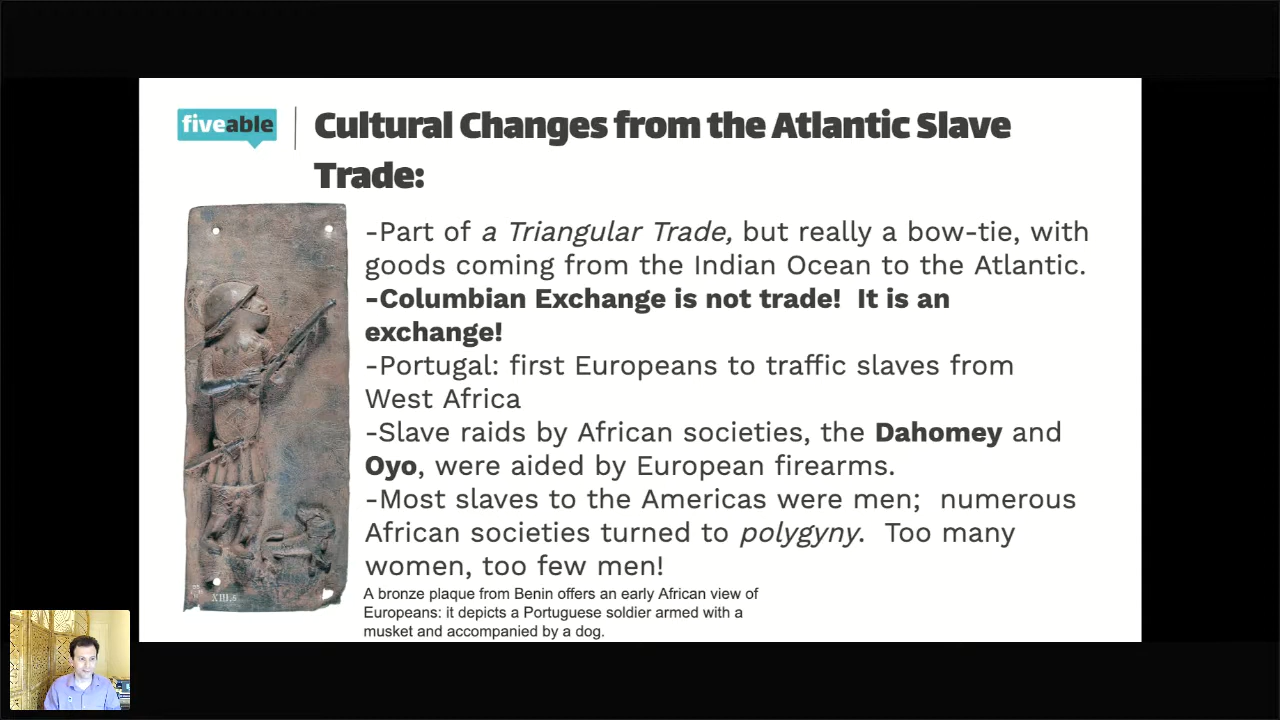 fiveable
Cultural Changes from the Atlantic Slave
Trade:
-Part of a Triangular Trade, but really a bow-tie, with
goods coming from the Indian Ocean to the Atlantic.
-Columbian Exchange is not trade!  It is an
exchange!
-Portugal: first Europeans to traffic slaves from
West Africa
-Slave raids by African societies, the Dahomey and
Oyo, were aided by European firearms.
-Most slaves to the Americas were men;  numerous
African societies turned to polygyny.  Too many
women, too few men!
A bronze plaque from Benin offers an early African view of
Europeans: it depicts a Portuguese soldier armed with a
musket and accompanied by a dog.